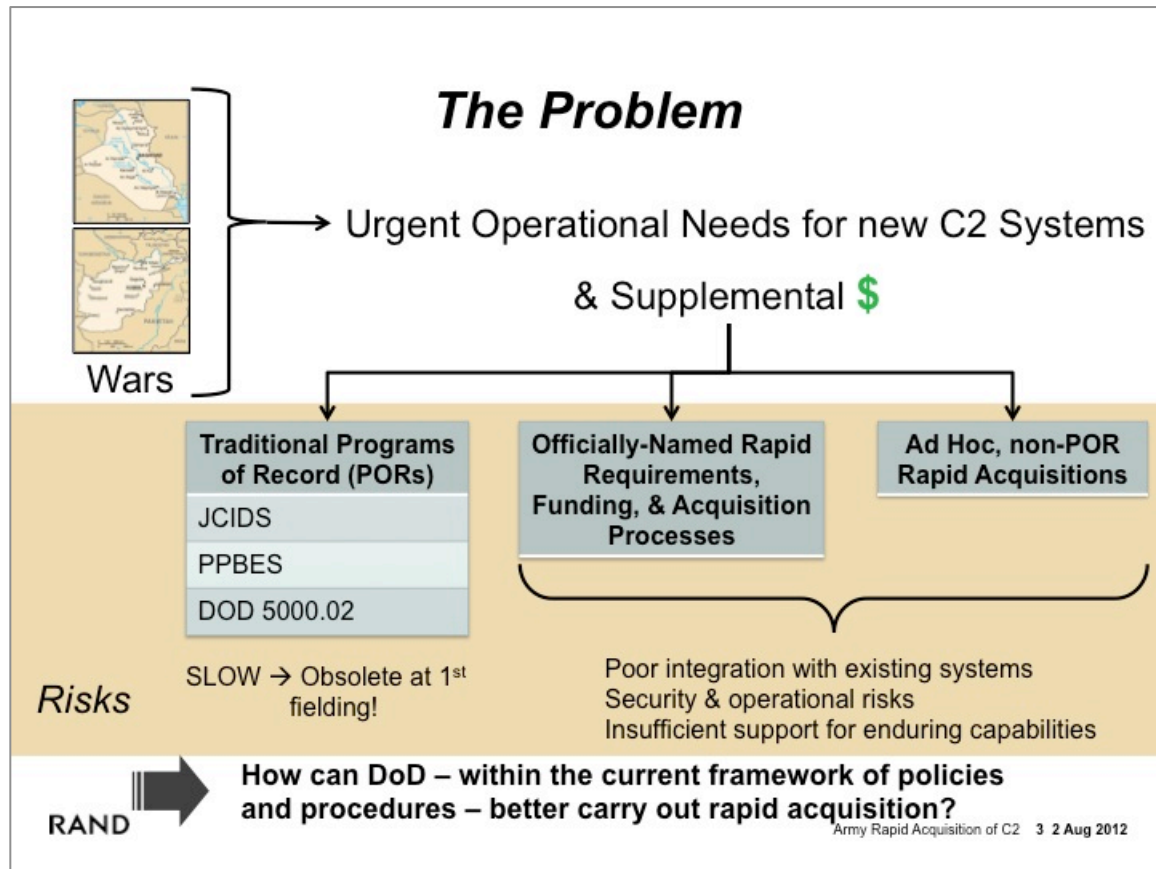 The Problem
Urgent Operational Needs for new C2 Systems
& Supplemental $
Wars
Traditional Programs
of Record (PORs)
JCIDS
PPBES
DOD 5000.02
SLOW → Obsolete at 1st
fielding!
Officially-Named Rapid
Requirements,
Funding, & Acquisition
Processes
Ad Hoc, non-POR
Rapid Acquisitions
Poor integration with existing systems
Security & operational risks
Insufficient support for enduring capabilities
Risks
How can DoD – within the current framework of policies
and procedures – better carry out rapid acquisition?
RAND
Army Rapid Acquisition of C2 3 2 Aug 2012